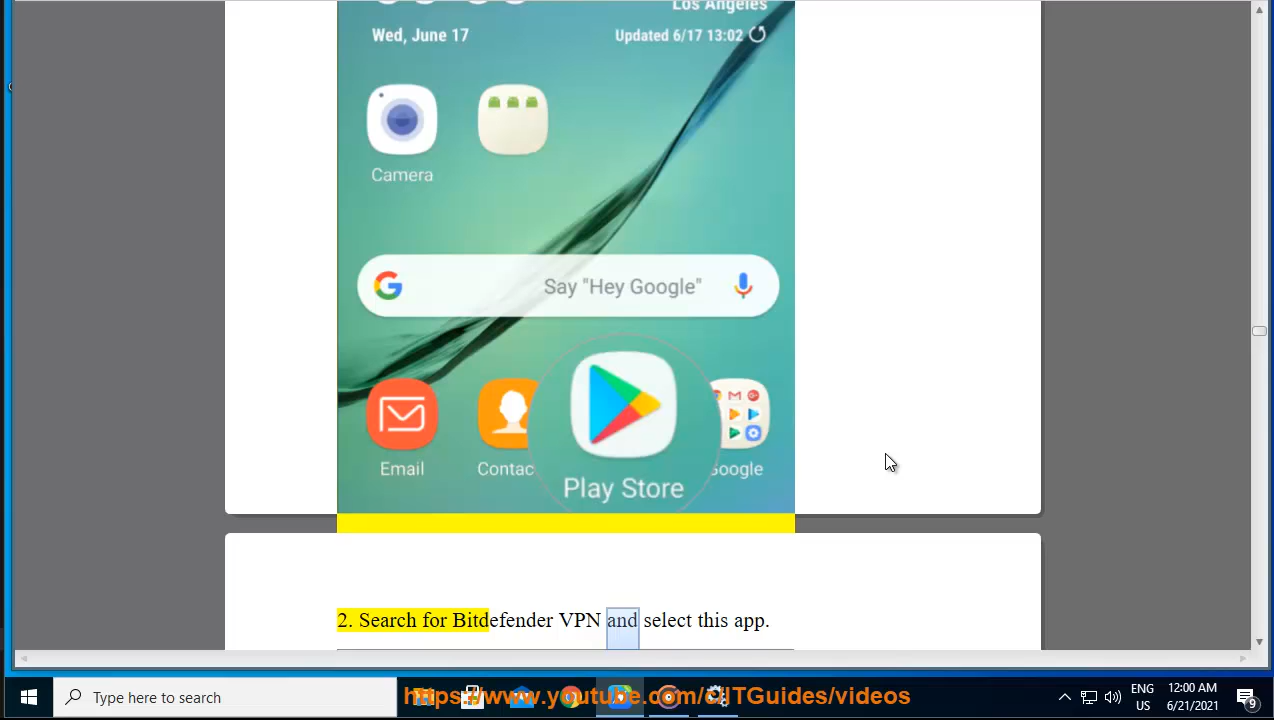 Los Angeles
Wed, June 17
Updated 6/17 13:02
Camera
Say "Hey Google"
Email
Contac
Play Store
oogle
2. Search for Bitdefender VPN and select this app.
Type here to search
https://www.youtube.com/c/ITGuides/videos
ENG
US
12:00 AM
6/21/2021
9